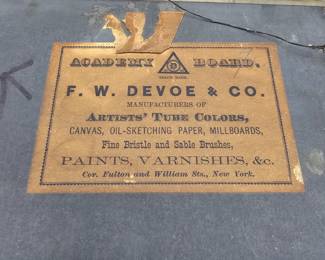 ACADEMY BOARD.
TRADE MARK
F. W. DEVOE & CO.
MANUFACTURERS OF
ARTISTS' TUBE COLORS,
CANVAS, OIL-SKETCHING PAPER, MILLBOARDS,
Fine Bristle and Sable Brushes,
PAINTS, VARNISHES, &c.
Cor. Fulton and William Sts., New York.